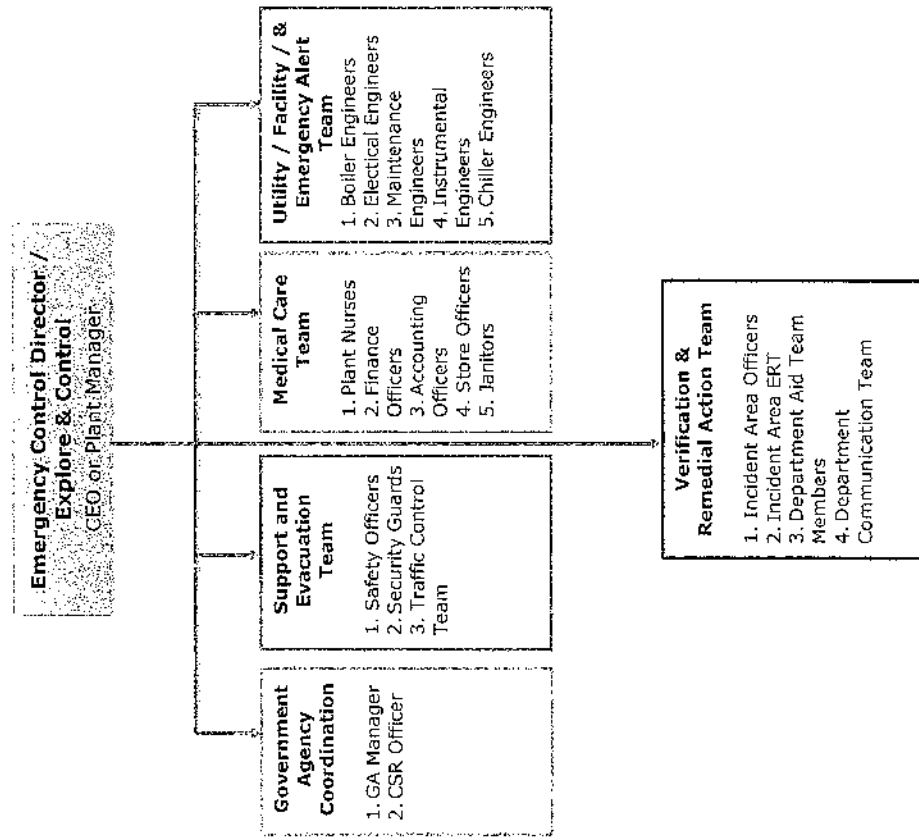 Emergency Control Director /
Explore & Control
CEO or Plant Manager
Government
Agency
Coordination
1. GA Manager
2. CSR Officer
Support and
Evacuation
Team
1. Safety Officers
2. Security Guards
3. Traffic Control
Team
Medical Care
Team
1. Plant Nurses
2. Finance
Officers
3. Accounting
Officers
4. Store Officers
5. Janitors
Utility / Facility / &
Emergency Alert
Team
1. Boiler Engineers
2. Electical Engineers
3. Maintenance
Engineers
4. Instrumental
Engineers
5. Chiller Engineers
Verification &
Remedial Action Team
1. Incident Area Officers
2. Incident Area ERT
3. Department Aid Team
Members
4. Department
Communication Team